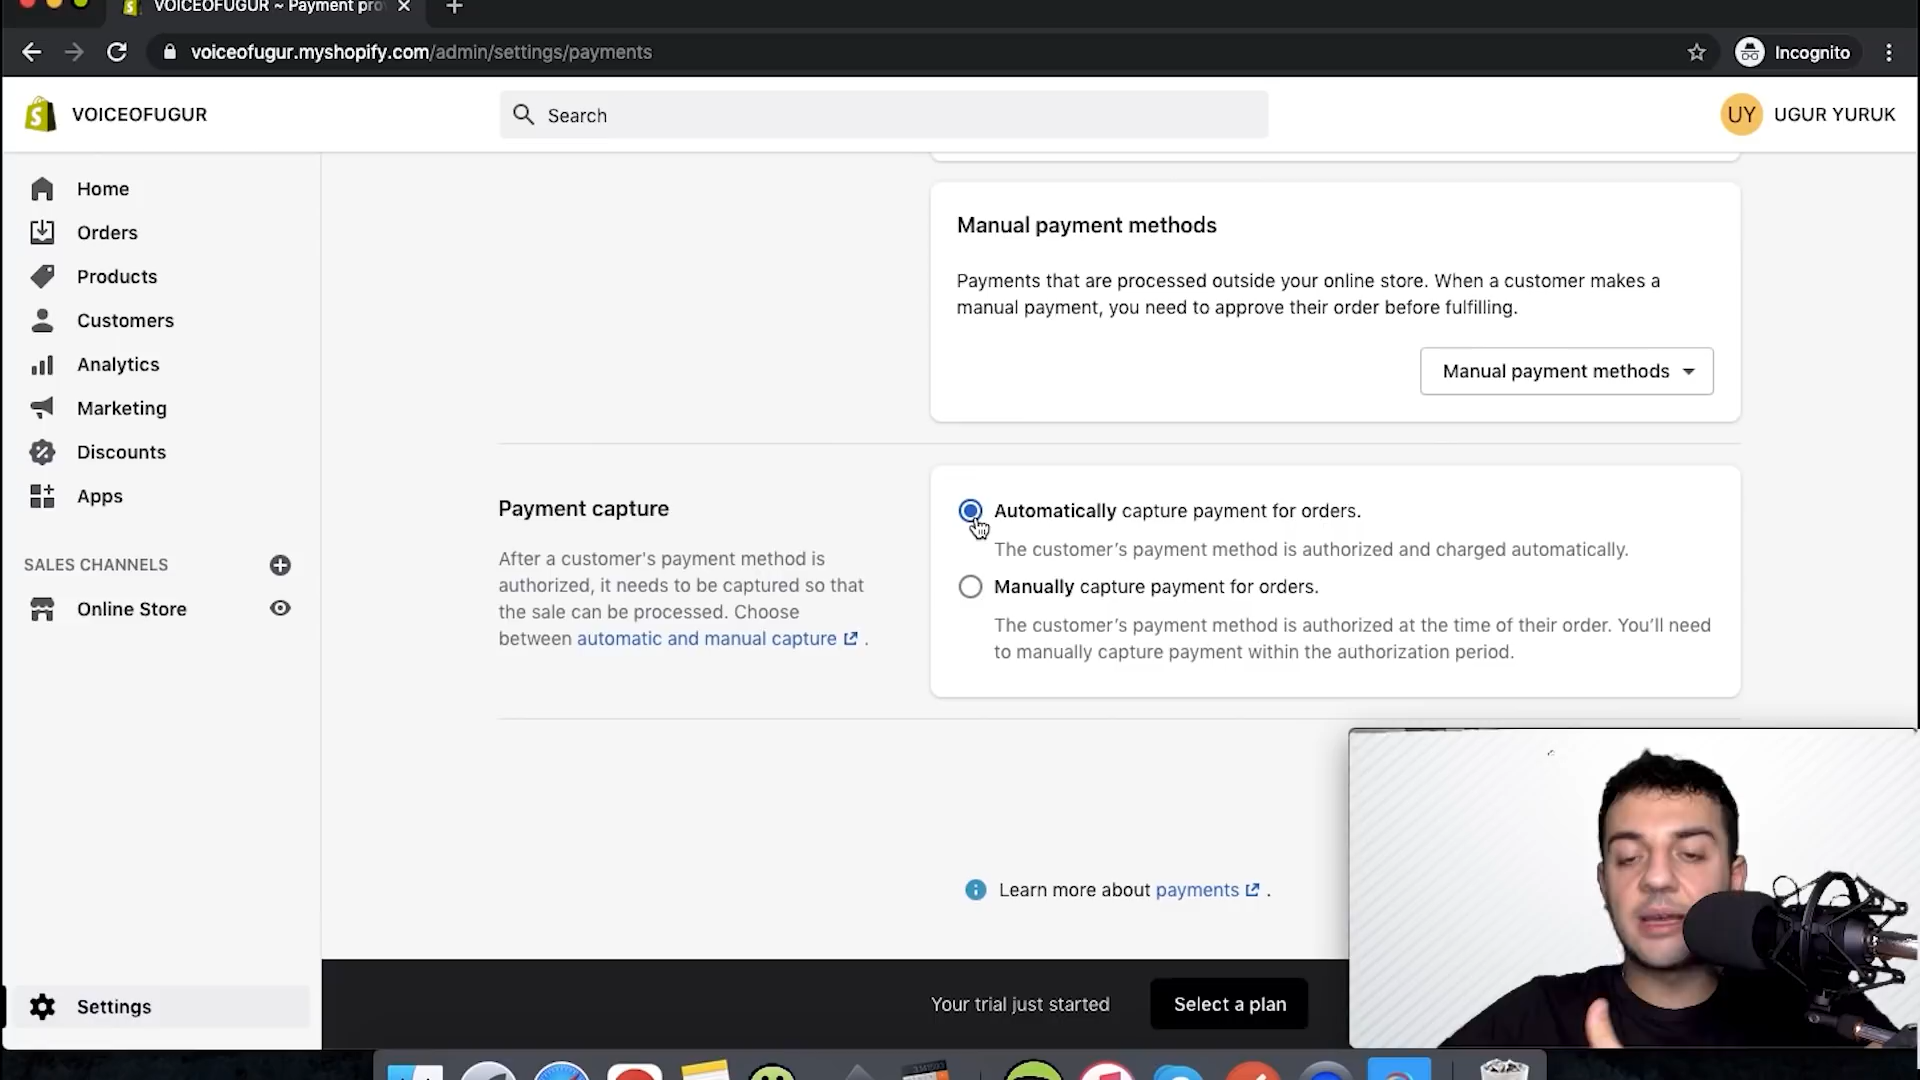 VOICEOFUGUR ~ Payment pro
voiceofugur.myshopify.com/admin/settings/payments
Incognito
VOICEOFUGUR
Search
UY UGUR YURUK
Home
Orders
Products
Customers
Analytics
Marketing
Discounts
Apps
SALES CHANNELS
Online Store
Settings
Manual payment methods
Payments that are processed outside your online store. When a customer makes a
manual payment, you need to approve their order before fulfilling.
Manual payment methods
Payment capture
After a customer's payment method is
authorized, it needs to be captured so that
the sale can be processed. Choose
between automatic and manual capture .
Automatically capture payment for orders.
The customer's payment method is authorized and charged automatically.
Manually capture payment for orders.
The customer's payment method is authorized at the time of their order. You'll need
to manually capture payment within the authorization period.
Learn more about payments .
Your trial just started
Select a plan